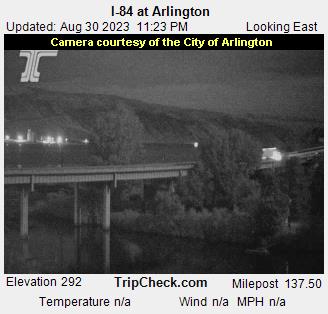 I-84 at Arlington
Updated: Aug 30 2023 11:23 PM Looking East
Camera courtesy of the City of Arlington
Elevation 292 TripCheck.com Milepost 137.50
Temperature n/a Wind n/a MPH n/a